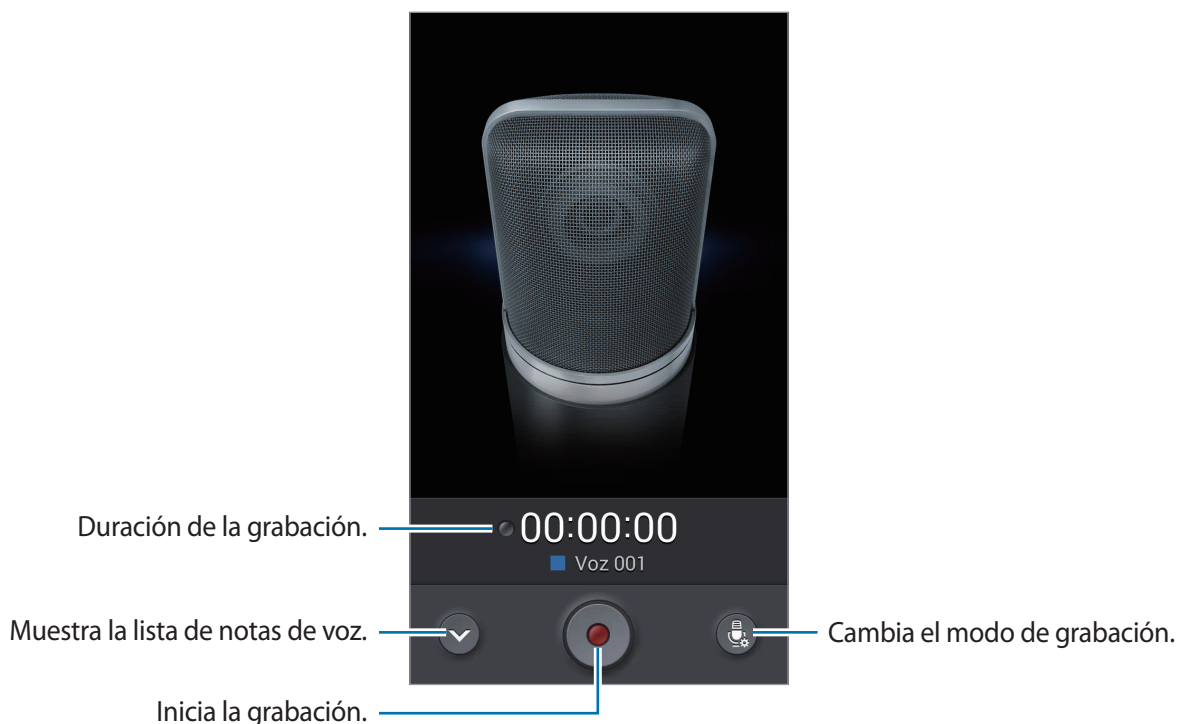 Duración de la grabación.
00:00:00
Voz 001
Muestra la lista de notas de voz.
Cambia el modo de grabación.
Inicia la grabación.